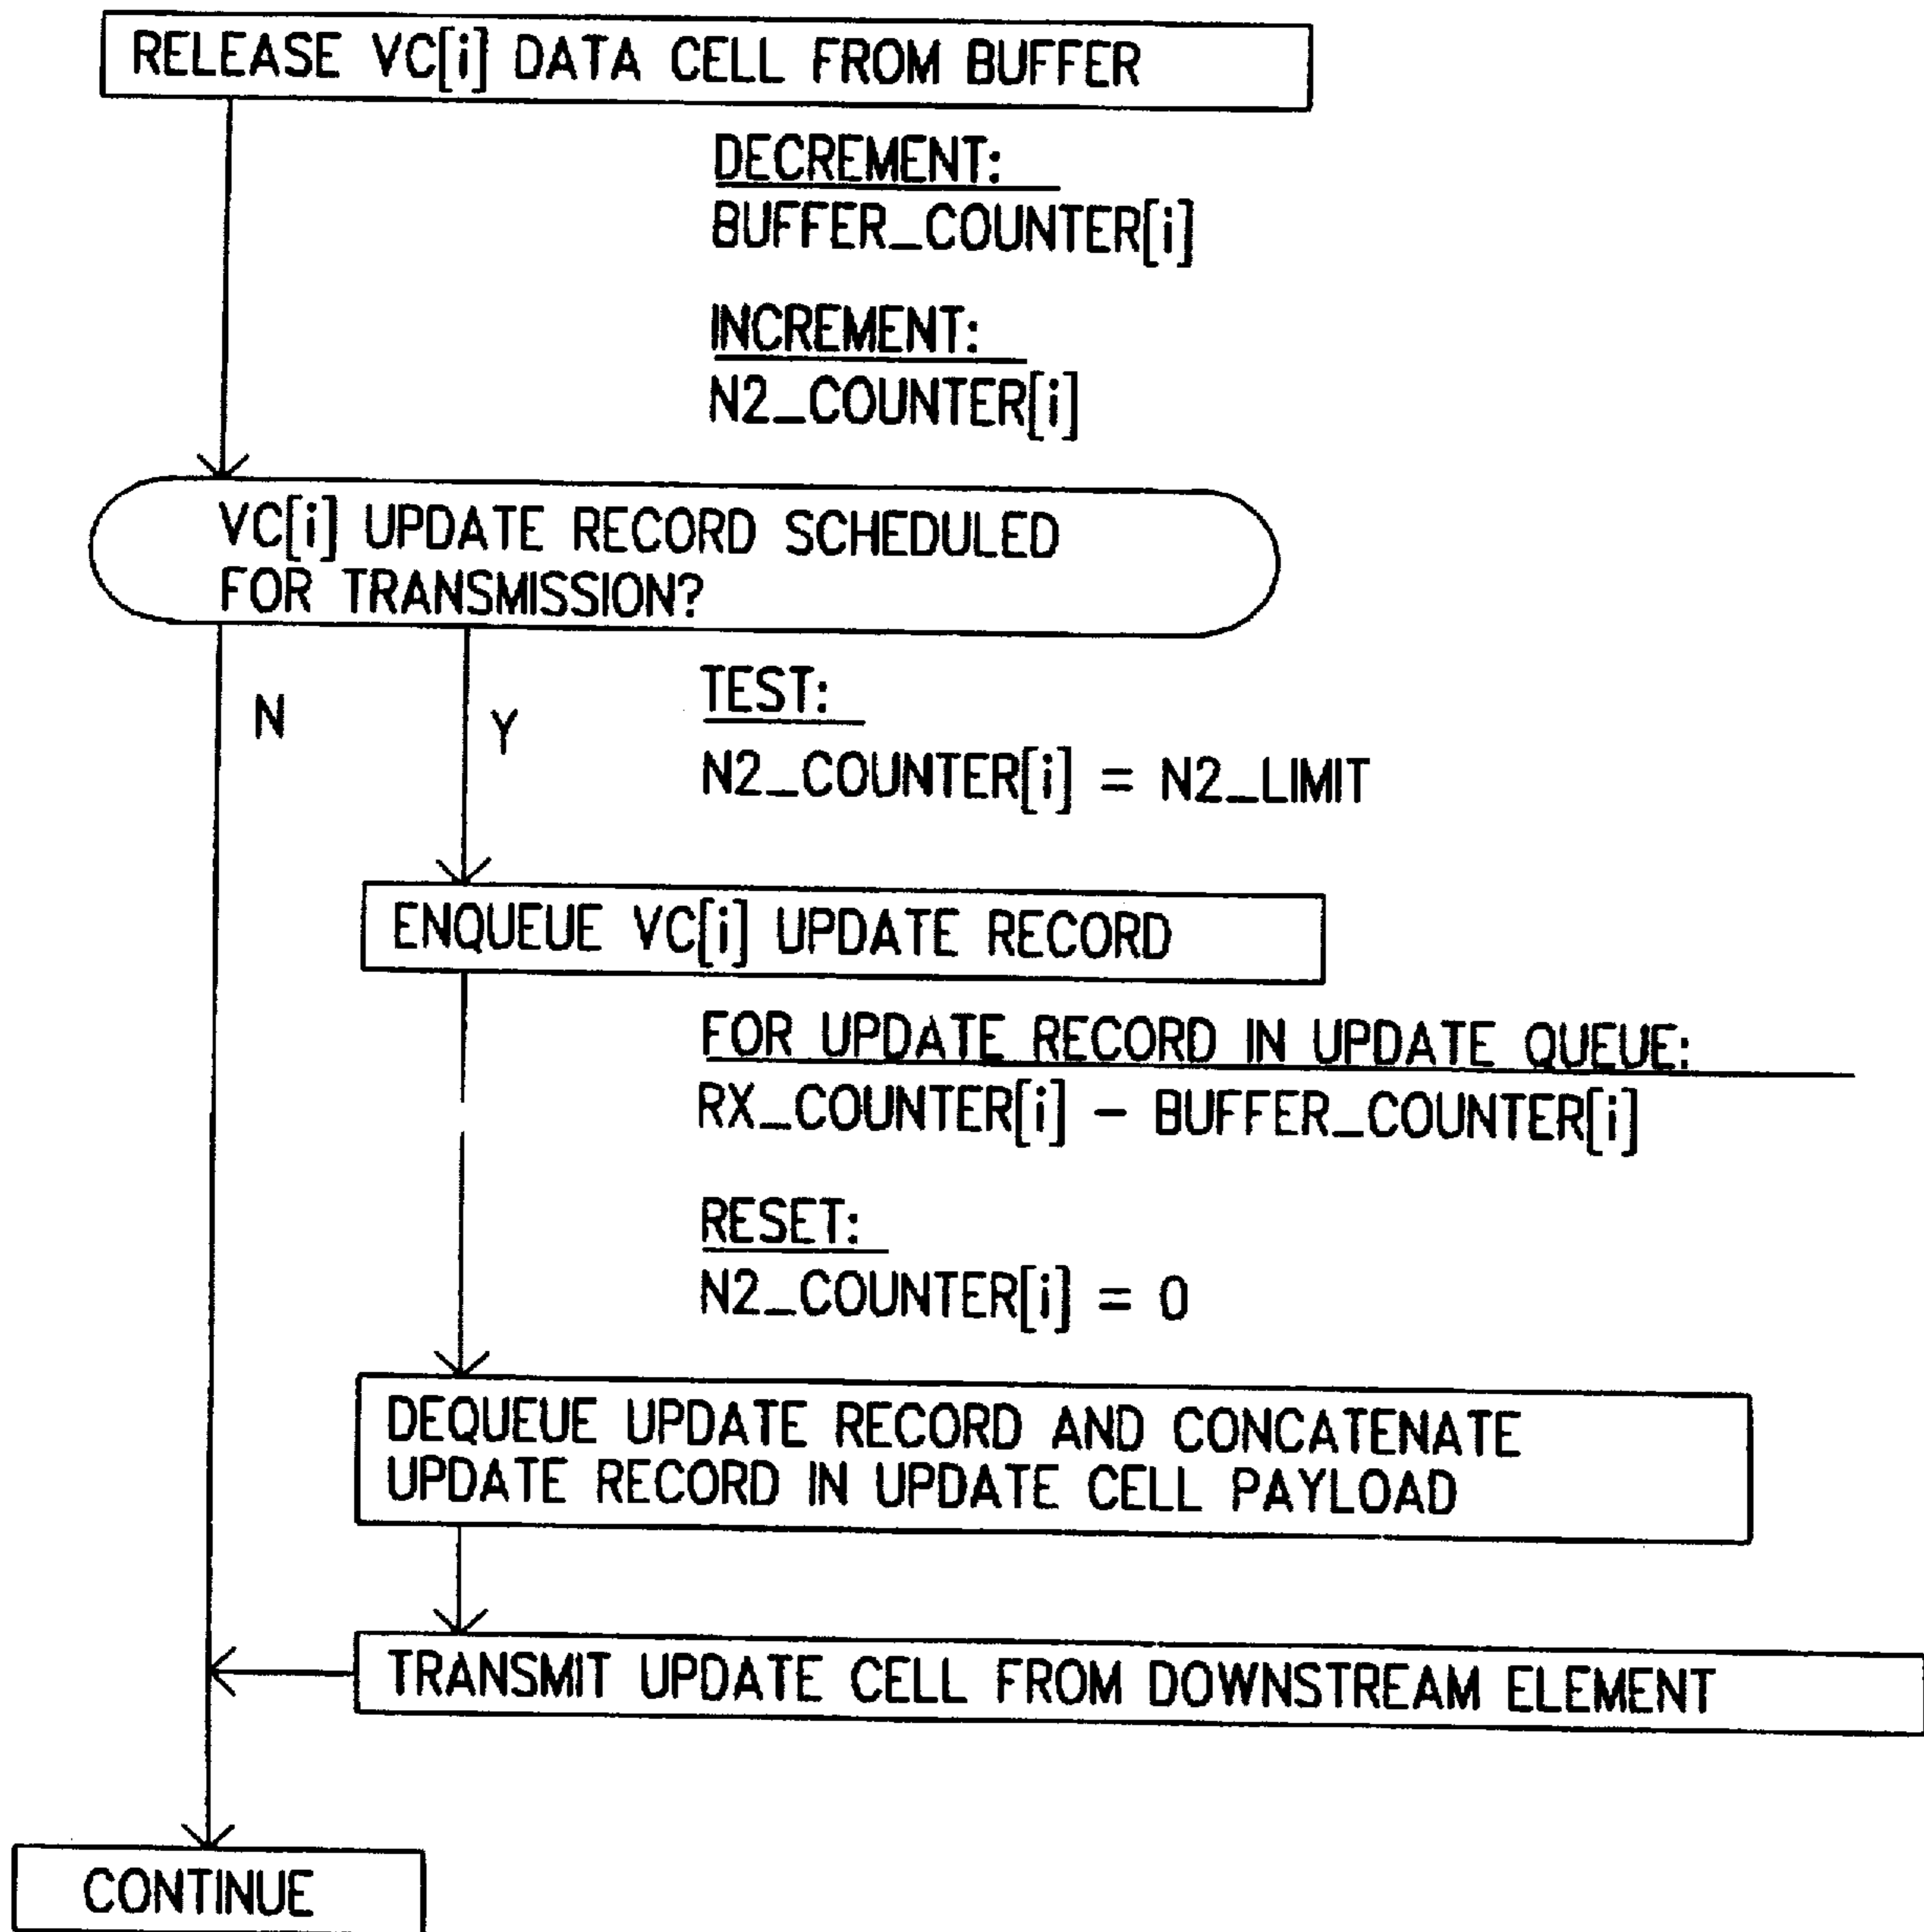 RELEASE VC[i] DATA CELL FROM BUFFER
DECREMENT:
BUFFER_COUNTER[i]
INCREMENT:
N2_COUNTER[i]
VC[i] UPDATE RECORD SCHEDULED
FOR TRANSMISSION?
N
Y
TEST:
N2_COUNTER[i] = N2_LIMIT
ENQUEUE VC[i] UPDATE RECORD
FOR UPDATE RECORD IN UPDATE QUEUE:
RX_COUNTER[i] – BUFFER_COUNTER[i]
RESET:
N2_COUNTER[i] = 0
DEQUEUE UPDATE RECORD AND CONCATENATE
UPDATE RECORD IN UPDATE CELL PAYLOAD
TRANSMIT UPDATE CELL FROM DOWNSTREAM ELEMENT
CONTINUE